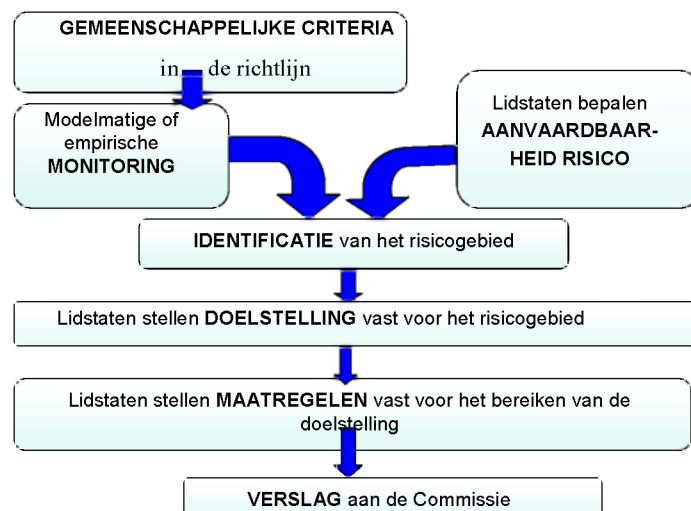 GEMEENSCHAPPELIJKE CRITERIA
in de richtlijn
Modelmatige of
empirische
MONITORING
Lidstaten bepalen
AANVAARDBAAR-
HEID RISICO
IDENTIFICATIE van het risicogebied
Lidstaten stellen DOELSTELLING vast voor het risicogebied
Lidstaten stellen MAATREGELEN vast voor het bereiken van de
doelstelling
VERSLAG aan de Commissie